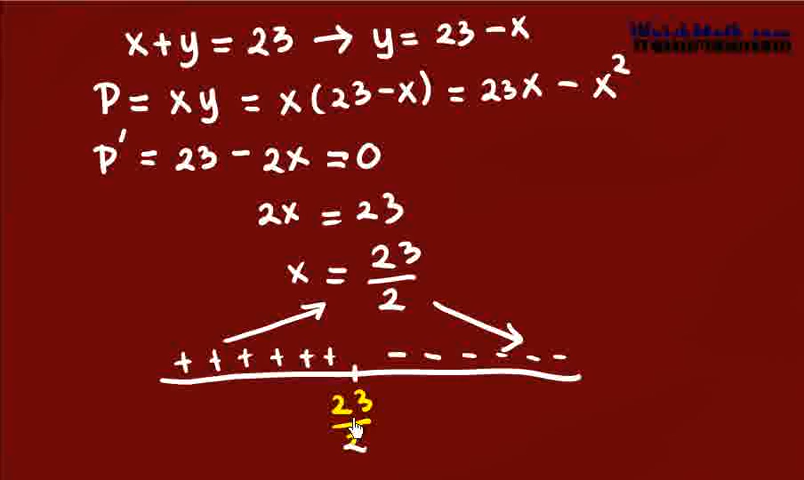 x + y = 23 → y = 23 - x
P = xy = x(23-x) = 23x - x²
P' = 23 - 2x = 0
2x = 23
x = 23/2
+ + + + + + - - - - - -
23/2